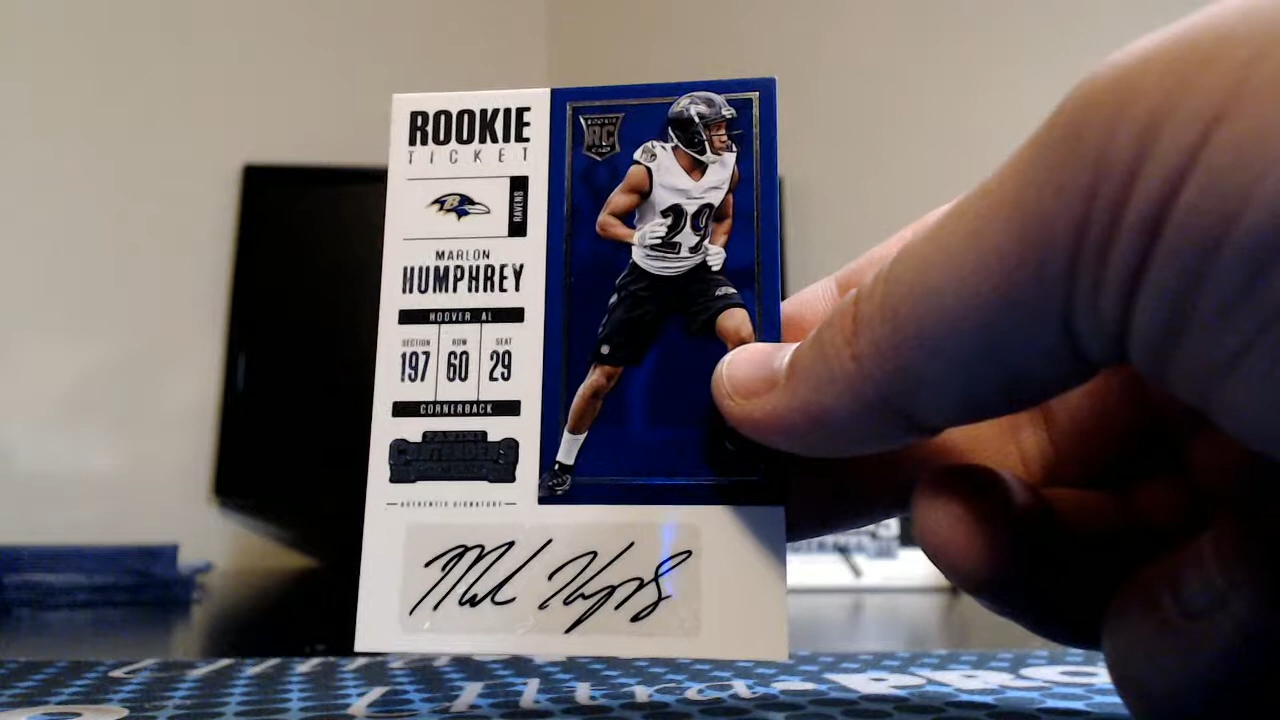 ROOKIE
TICKET
RAVENS
MARLON
HUMPHREY
HOOVER, AL
SECTION ROW SEAT
197 60 29
CORNERBACK
PANINI
CONTENDERS
AUTHENTIC SIGNATURE
ROOKIE
RC
CARD
29
B
Ultra PRO